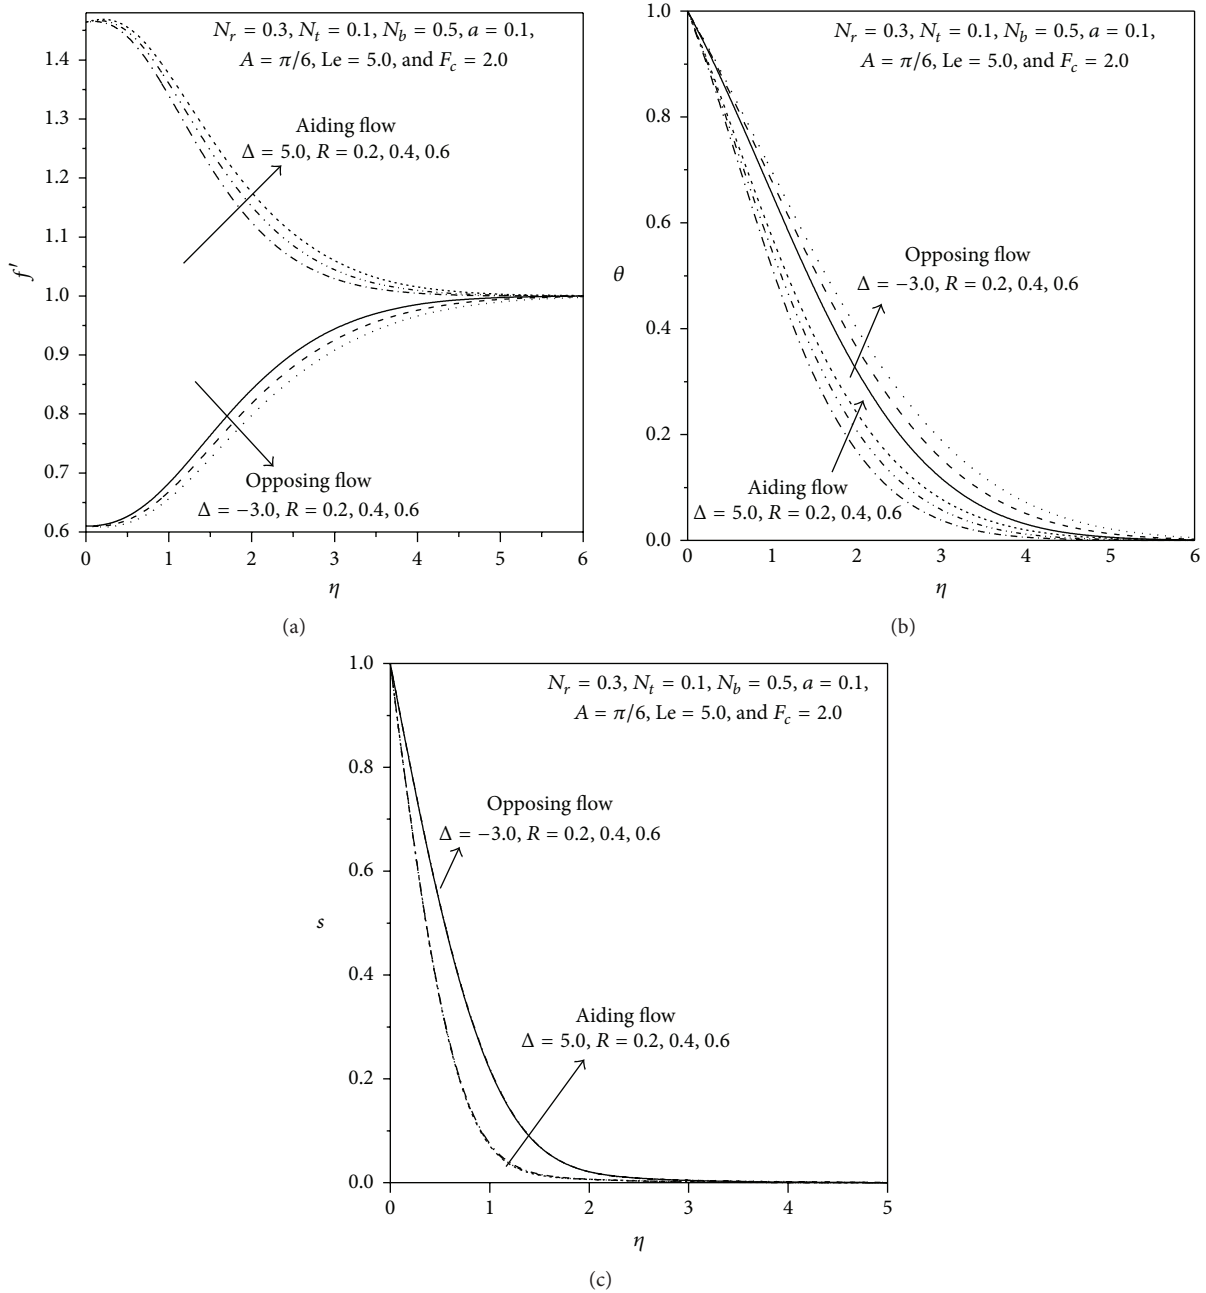 N_r = 0.3, N_t = 0.1, N_b = 0.5, a = 0.1,
A = π/6, Le = 5.0, and F_c = 2.0
Aiding flow
Δ = 5.0, R = 0.2, 0.4, 0.6
Opposing flow
Δ = −3.0, R = 0.2, 0.4, 0.6
1.4
1.3
1.2
1.1
1.0
0.9
0.8
0.7
0.6
f′
0 1 2 3 4 5 6
η
(a)
N_r = 0.3, N_t = 0.1, N_b = 0.5, a = 0.1,
A = π/6, Le = 5.0, and F_c = 2.0
Opposing flow
Δ = −3.0, R = 0.2, 0.4, 0.6
Aiding flow
Δ = 5.0, R = 0.2, 0.4, 0.6
1.0
0.8
0.6
0.4
0.2
0.0
θ
0 1 2 3 4 5 6
η
(b)
N_r = 0.3, N_t = 0.1, N_b = 0.5, a = 0.1,
A = π/6, Le = 5.0, and F_c = 2.0
Opposing flow
Δ = −3.0, R = 0.2, 0.4, 0.6
Aiding flow
Δ = 5.0, R = 0.2, 0.4, 0.6
1.0
0.8
0.6
0.4
0.2
0.0
s
0 1 2 3 4 5
η
(c)